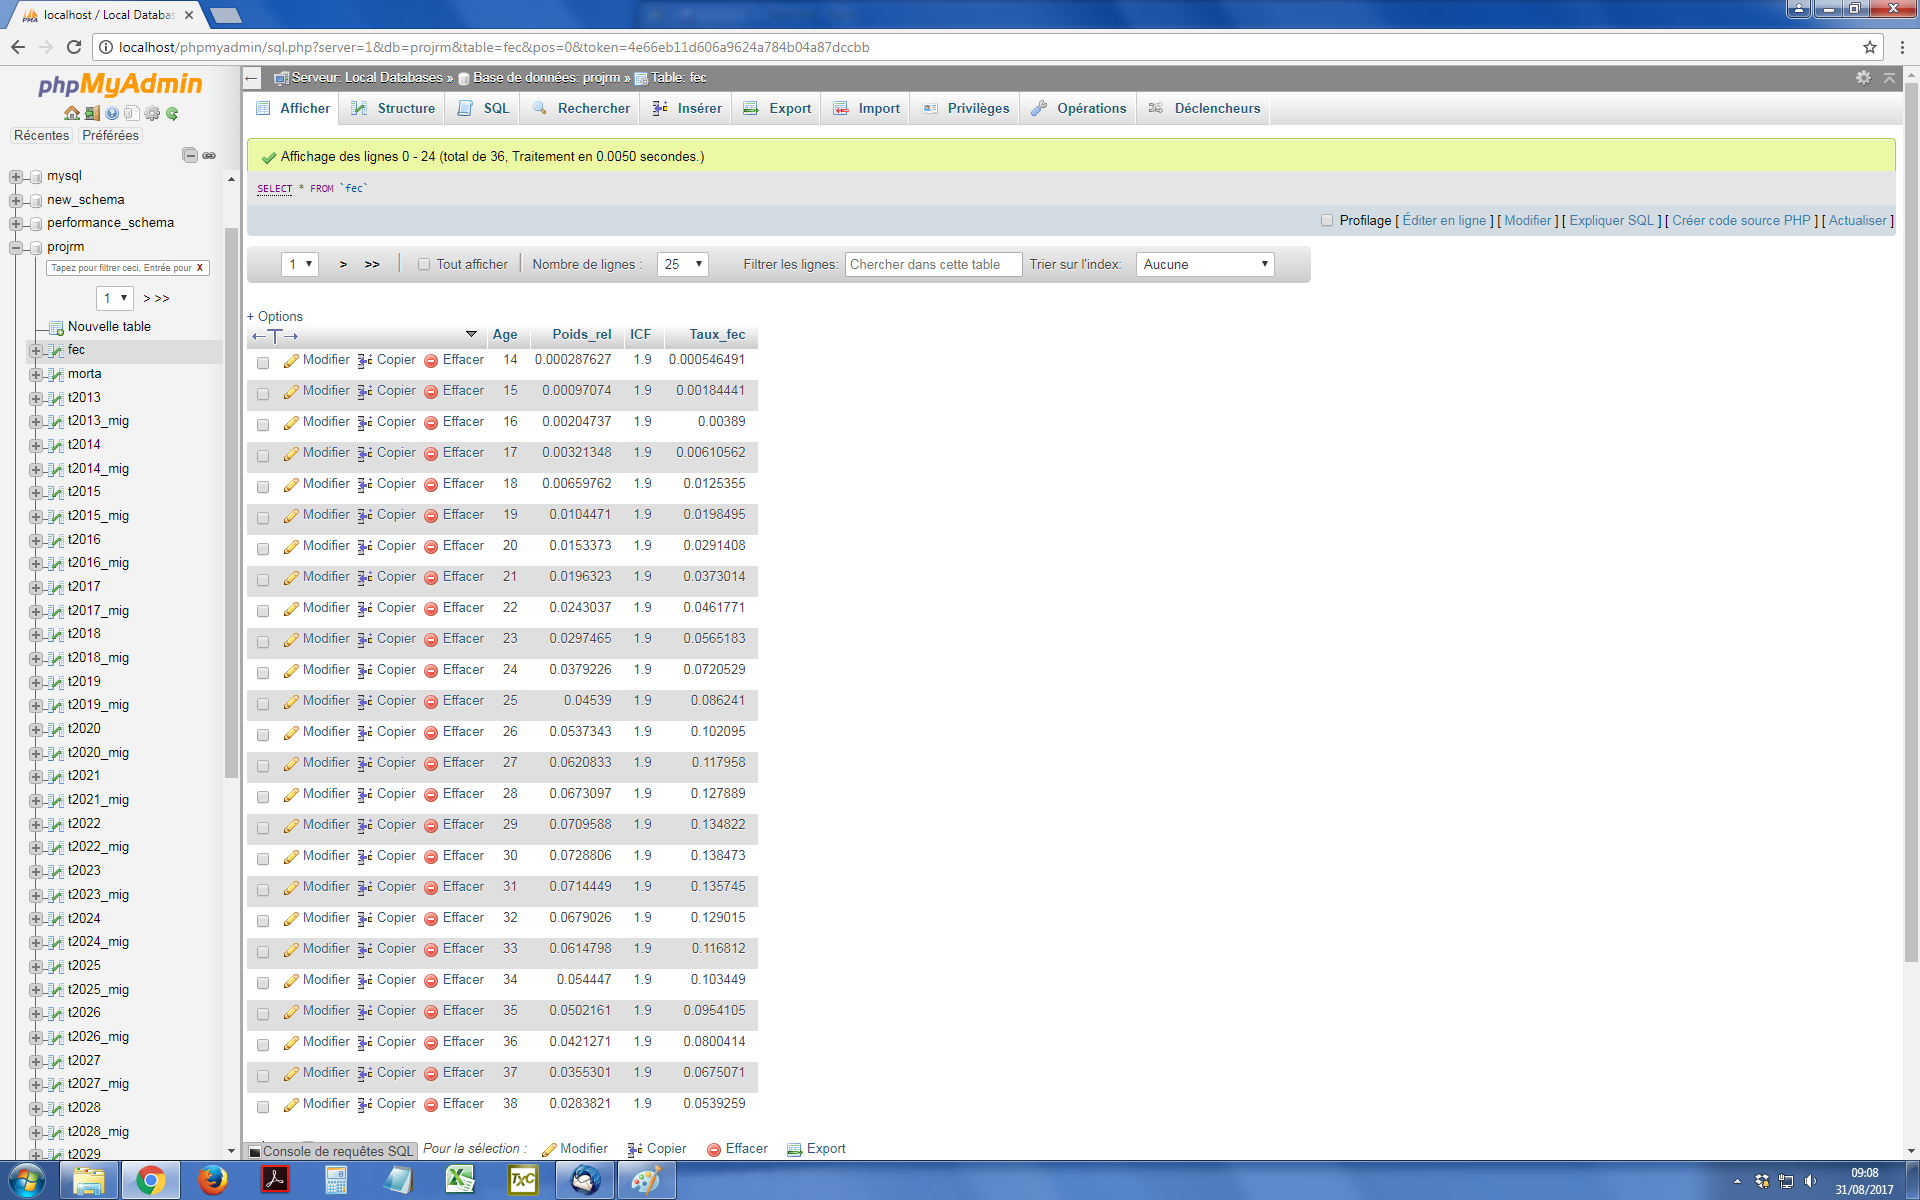 localhost / Local Databas
localhost/phpmyadmin/sql.php?server=1&db=projrm&table=fec&pos=0&token=4e66eb11d606a9624a784b04a87dccbb
phpMyAdmin
Récentes Préférées
mysql
new_schema
performance_schema
projrm
Tapez pour filtrer ceci, Entrée pour X
1 > >>
Nouvelle table
fec
morta
t2013
t2013_mig
t2014
t2014_mig
t2015
t2015_mig
t2016
t2016_mig
t2017
t2017_mig
t2018
t2018_mig
t2019
t2019_mig
t2020
t2020_mig
t2021
t2021_mig
t2022
t2022_mig
t2023
t2023_mig
t2024
t2024_mig
t2025
t2025_mig
t2026
t2026_mig
t2027
t2027_mig
t2028
t2028_mig
t2029
Serveur: Local Databases » Base de données: projrm » Table: fec
Afficher Structure SQL Rechercher Insérer Export Import Privilèges Opérations Déclencheurs
Affichage des lignes 0 - 24 (total de 36, Traitement en 0.0050 secondes.)
SELECT * FROM `fec`
Profilage [ Éditer en ligne ] [ Modifier ] [ Expliquer SQL ] [ Créer code source PHP ] [ Actualiser ]
1 > >> Tout afficher Nombre de lignes : 25 Filtrer les lignes: Chercher dans cette table Trier sur l'index: Aucune
+ Options
Age Poids_rel ICF Taux_fec
Modifier Copier Effacer 14 0.000287627 1.9 0.000546491
Modifier Copier Effacer 15 0.00097074 1.9 0.00184441
Modifier Copier Effacer 16 0.00204737 1.9 0.00389
Modifier Copier Effacer 17 0.00321348 1.9 0.00610562
Modifier Copier Effacer 18 0.00659762 1.9 0.0125355
Modifier Copier Effacer 19 0.0104471 1.9 0.0198495
Modifier Copier Effacer 20 0.0153373 1.9 0.0291408
Modifier Copier Effacer 21 0.0196323 1.9 0.0373014
Modifier Copier Effacer 22 0.0243037 1.9 0.0461771
Modifier Copier Effacer 23 0.0297465 1.9 0.0565183
Modifier Copier Effacer 24 0.0379226 1.9 0.0720529
Modifier Copier Effacer 25 0.04539 1.9 0.086241
Modifier Copier Effacer 26 0.0537343 1.9 0.102095
Modifier Copier Effacer 27 0.0620833 1.9 0.117958
Modifier Copier Effacer 28 0.0673097 1.9 0.127889
Modifier Copier Effacer 29 0.0709588 1.9 0.134822
Modifier Copier Effacer 30 0.0728806 1.9 0.138473
Modifier Copier Effacer 31 0.0714449 1.9 0.135745
Modifier Copier Effacer 32 0.0679026 1.9 0.129015
Modifier Copier Effacer 33 0.0614798 1.9 0.116812
Modifier Copier Effacer 34 0.054447 1.9 0.103449
Modifier Copier Effacer 35 0.0502161 1.9 0.0954105
Modifier Copier Effacer 36 0.0421271 1.9 0.0800414
Modifier Copier Effacer 37 0.0355301 1.9 0.0675071
Modifier Copier Effacer 38 0.0283821 1.9 0.0539259
Console de requêtes SQL Pour la sélection : Modifier Copier Effacer Export
TXC
09:08
31/08/2017